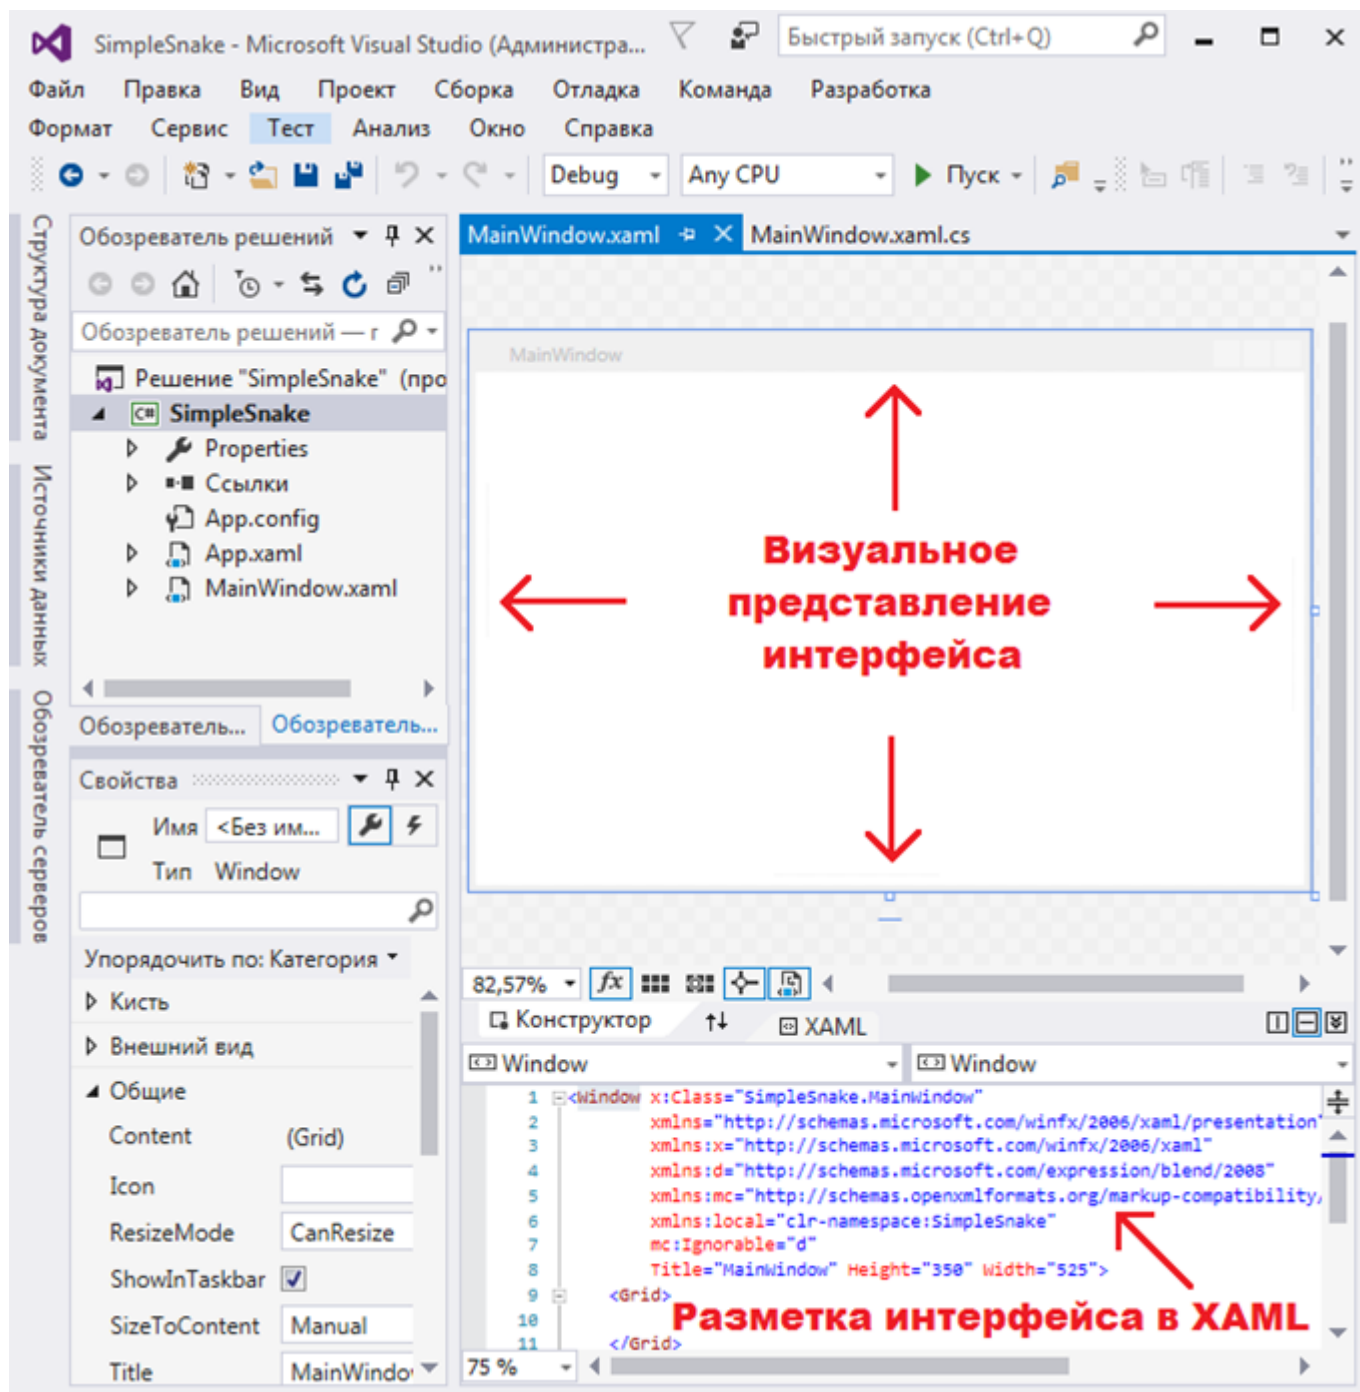 SimpleSnake - Microsoft Visual Studio (Администра...
Быстрый запуск (Ctrl+Q)
Файл Правка Вид Проект Сборка Отладка Команда Разработка
Формат Сервис Тест Анализ Окно Справка
Debug Any CPU Пуск
Структура документа
Источники данных
Обозреватель серверов
Обозреватель решений
Обозреватель решений — г
Решение "SimpleSnake" (про
C# SimpleSnake
Properties
Ссылки
App.config
App.xaml
MainWindow.xaml
Обозреватель... Обозреватель...
Свойства
Имя <Без им...
Тип Window
Упорядочить по: Категория
Кисть
Внешний вид
Общие
Content (Grid)
Icon
ResizeMode CanResize
ShowInTaskbar
SizeToContent Manual
Title MainWindo
MainWindow.xaml MainWindow.xaml.cs
MainWindow
Визуальное
представление
интерфейса
82,57% fx
Конструктор XAML
Window Window
1 <Window x:Class="SimpleSnake.MainWindow"
2 xmlns="http://schemas.microsoft.com/winfx/2006/xaml/presentation"
3 xmlns:x="http://schemas.microsoft.com/winfx/2006/xaml"
4 xmlns:d="http://schemas.microsoft.com/expression/blend/2008"
5 xmlns:mc="http://schemas.openxmlformats.org/markup-compatibility/
6 xmlns:local="clr-namespace:SimpleSnake"
7 mc:Ignorable="d"
8 Title="MainWindow" Height="350" Width="525">
9 <Grid>
10
11 </Grid>
Разметка интерфейса в XAML
75 %